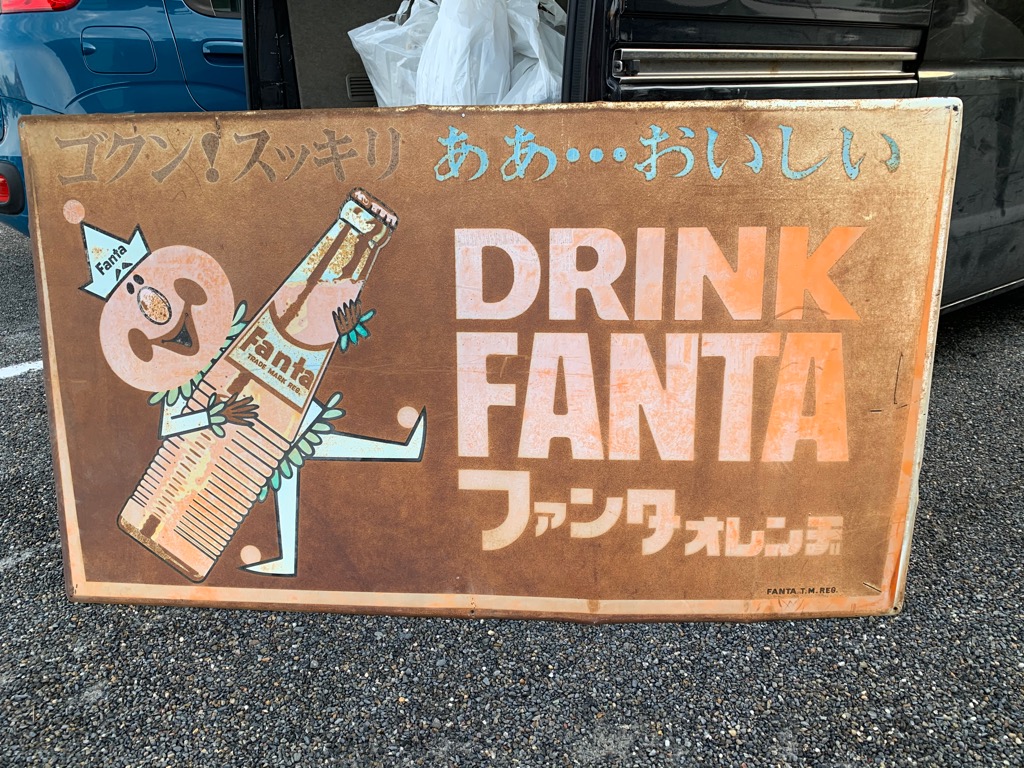 ゴクン!スッキリ ああ…おいしい
Fanta
Fanta
TRADE MARK REG.
DRINK
FANTA
ファンタ オレンヂ
FANTA T.M. REG.